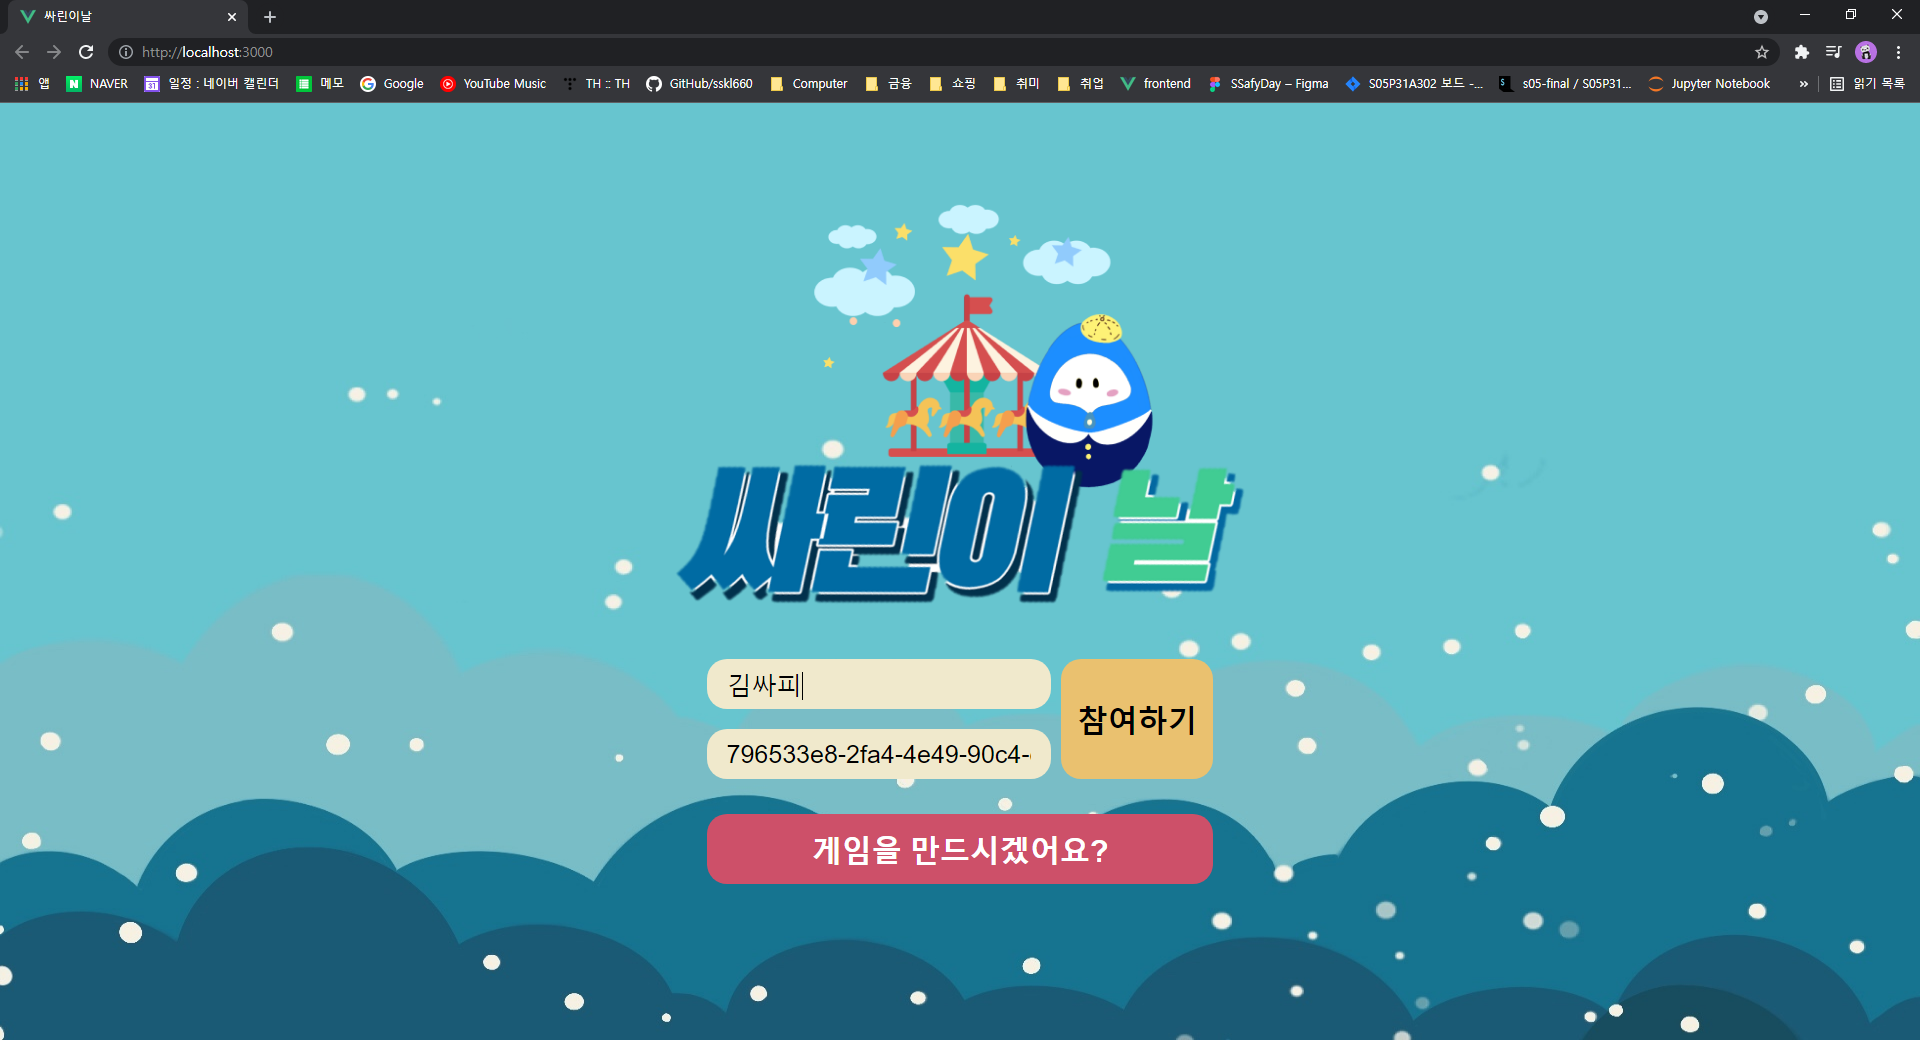 싸린이날
http://localhost:3000
앱 NAVER 일정 : 네이버 캘린더 메모 Google YouTube Music TH :: TH GitHub/sskl660 Computer 금융 쇼핑 취미 취업 frontend SSafyDay – Figma S05P31A302 보드 -... s05-final / S05P31... Jupyter Notebook » 읽기 목록
싸린이 날
김싸피
참여하기
796533e8-2fa4-4e49-90c4-
게임을 만드시겠어요?